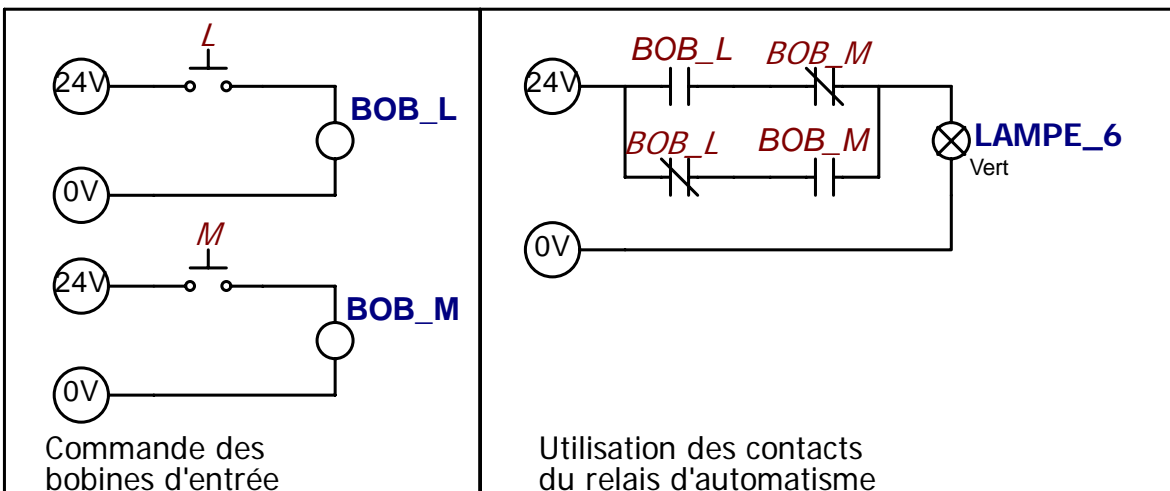 L
24V
BOB_L
0V
M
24V
BOB_M
0V
Commande des
bobines d'entrée
BOB_L BOB_M
24V
BOB_L BOB_M
LAMPE_6
Vert
0V
Utilisation des contacts
du relais d'automatisme